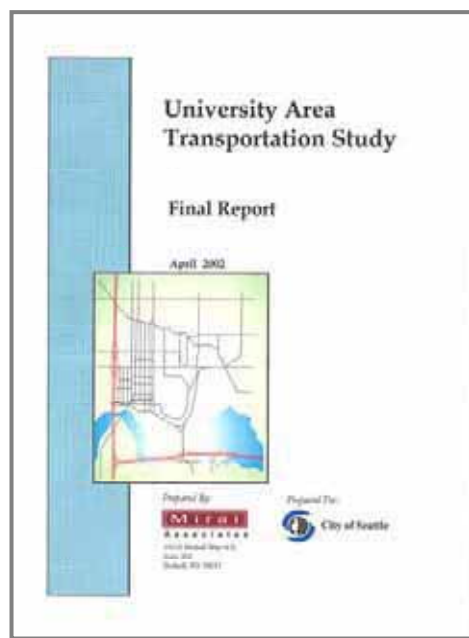 University Area
Transportation Study
Final Report
April 2002
Prepared By:
Mirai
Associates
Prepared For:
City of Seattle